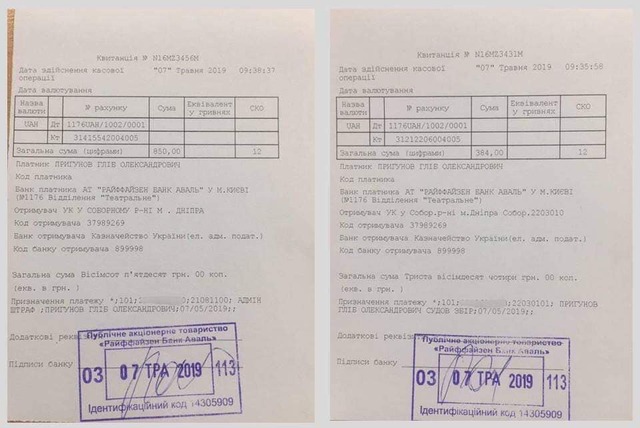 Квитанція № N16MZ3456M
Дата здійснення касової операції "07" Травня 2019 09:38:37
Дата валютування
Назва валюти № рахунку Сума Еквівалент у гривнях СКО
UAH Дт 1176UAH/1002/0001
Кт 31415542004005 850,00
Загальна сума (цифрами) 850,00 12
Платник ПРИГУНОВ ГЛІБ ОЛЕКСАНДРОВИЧ
Код платника
Банк платника АТ "РАЙФФАЙЗЕН БАНК АВАЛЬ" У М.КИЄВІ
(№1176 Відділення "Театральне")
Отримувач УК У СОБОРНОМУ Р-НІ М . ДНІПРА
Код отримувача 37989269
Банк отримувача Казначейство України(ел. адм. подат.)
Код банку отримувача 899998
Загальна сума Вісімсот п'ятдесят грн. 00 коп.
(екв. в грн. )
Призначення платежу *;101; ;21081100; АДМІН
ШТРАФ ;ПРИГУНОВ ГЛІБ ОЛЕКСАНДРОВИЧ;07/05/2019;;
Додаткові
Підписи банку
Публічне акціонерне товариство
«Райффайзен Банк Аваль»
03 07 ТРА 2019 113
Ідентифікаційний код 14305909
Квитанція № N16MZ3431M
Дата здійснення касової операції "07" Травня 2019 09:35:58
Дата валютування
Назва валюти № рахунку Сума Еквівалент у гривнях СКО
UAH Дт 1176UAH/1002/0001
Кт 31212206004005
Загальна сума (цифрами) 384,00 12
Платник ПРИГУНОВ ГЛІБ ОЛЕКСАНДРОВИЧ
Код платника
Банк платника АТ "РАЙФФАЙЗЕН БАНК АВАЛЬ" У М.КИЄВІ
(№1176 Відділення "Театральне")
Отримувач УК у Собор.р-ні м.Дніпра Собор.2203010
Код отримувача 37989269
Банк отримувача Казначейство України(ел. адм. подат.)
Код банку отримувача 899998
Загальна сума Триста вісімдесят чотири грн. 00 коп.
(екв. в грн. )
Призначення платежу *;101; ;22030101; ПРИГУНОВ
ГЛІБ ОЛЕКСАНДРОВИЧ СУДОВ ЗБІР;07/05/2019;;
Додаткові
Підписи банку
Публічне акціонерне товариство
«Райффайзен Банк Аваль»
03 07 ТРА 2019 113
Ідентифікаційний код 14305909